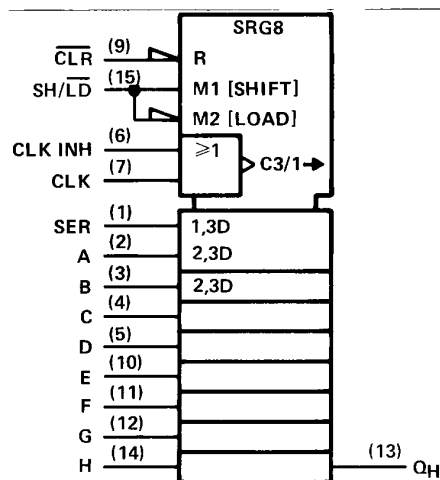 SRG8
CLR (9) R
SH/LD (15) M1 [SHIFT]
M2 [LOAD]
CLK INH (6) ≥1
CLK (7) C3/1
SER (1) 1,3D
A (2) 2,3D
B (3) 2,3D
C (4)
D (5)
E (10)
F (11)
G (12)
H (14) (13) QH